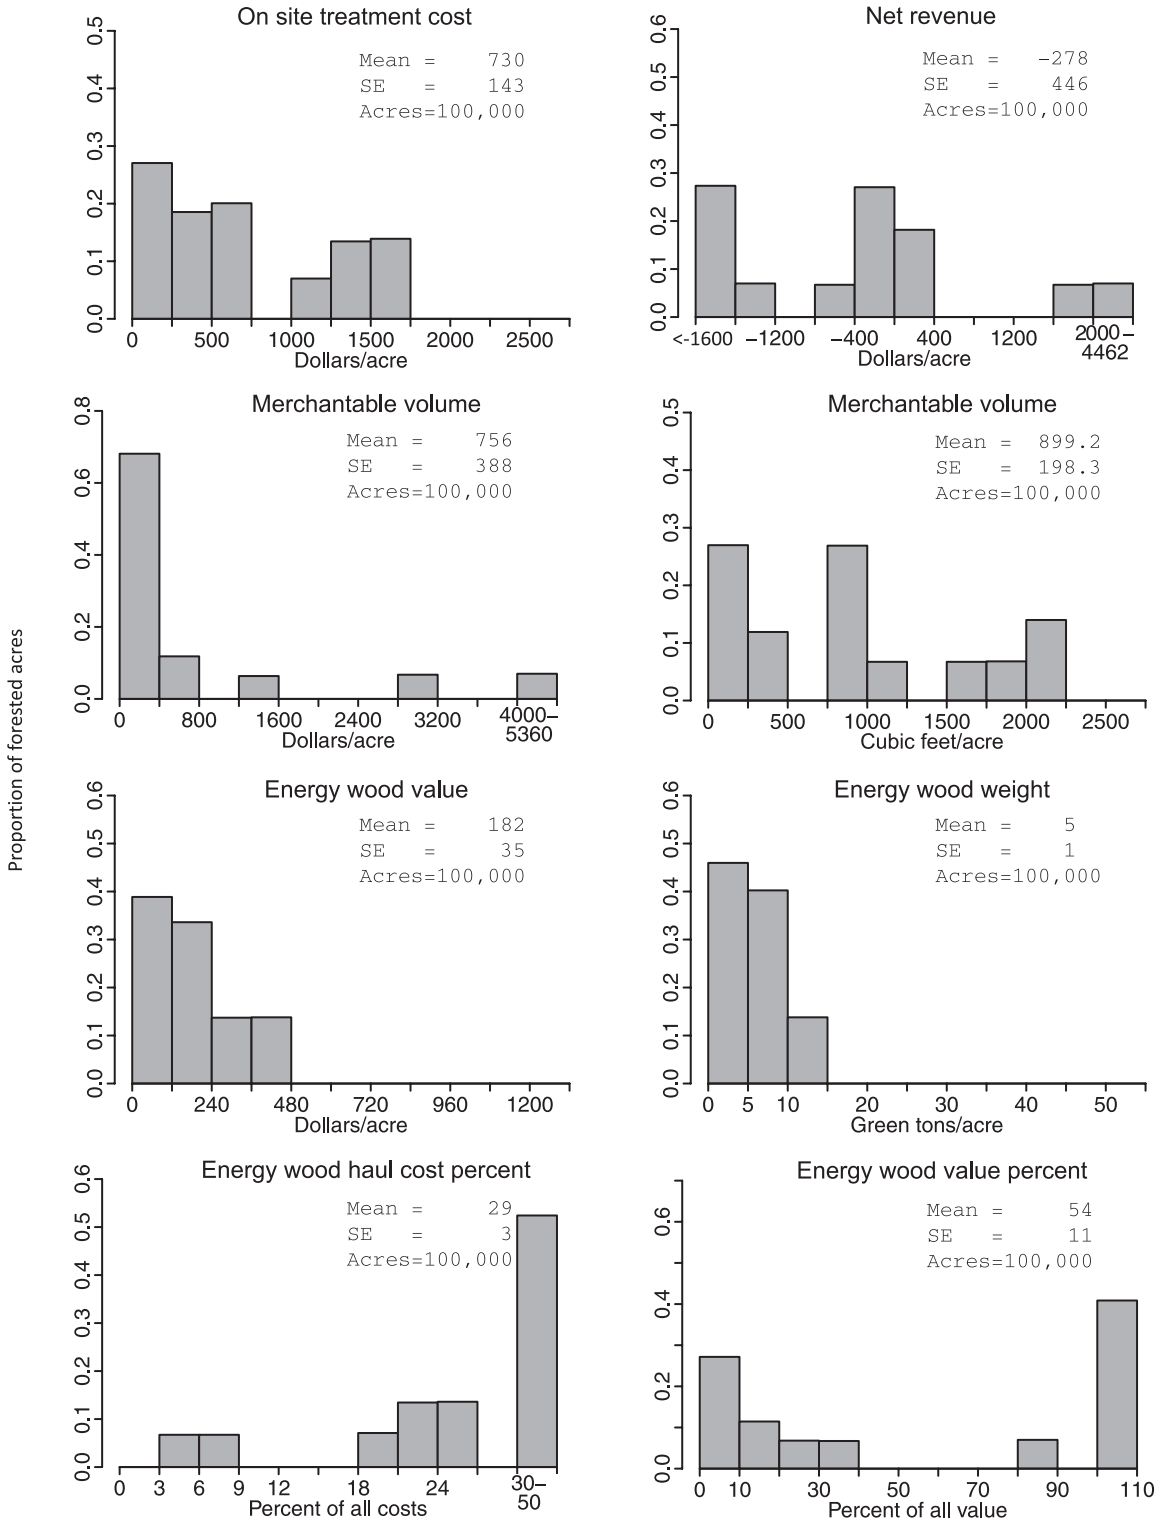 Proportion of forested acres
On site treatment cost
Mean = 730
SE = 143
Acres=100,000
0.5
0.4
0.3
0.2
0.1
0.0
0 500 1000 1500 2000 2500
Dollars/acre
Net revenue
Mean = −278
SE = 446
Acres=100,000
0.6
0.5
0.4
0.3
0.2
0.1
0.0
<-1600 −1200 −400 400 1200 2000−
4462
Dollars/acre
Merchantable volume
Mean = 756
SE = 388
Acres=100,000
0.8
0.6
0.4
0.2
0.0
0 800 1600 2400 3200 4000−
5360
Dollars/acre
Merchantable volume
Mean = 899.2
SE = 198.3
Acres=100,000
0.5
0.4
0.3
0.2
0.1
0.0
0 500 1000 1500 2000 2500
Cubic feet/acre
Energy wood value
Mean = 182
SE = 35
Acres=100,000
0.6
0.5
0.4
0.3
0.2
0.1
0.0
0 240 480 720 960 1200
Dollars/acre
Energy wood weight
Mean = 5
SE = 1
Acres=100,000
0.6
0.5
0.4
0.3
0.2
0.1
0.0
0 5 10 20 30 40 50
Green tons/acre
Energy wood haul cost percent
Mean = 29
SE = 3
Acres=100,000
0.6
0.5
0.4
0.3
0.2
0.1
0.0
0 3 6 9 12 18 24 30−
50
Percent of all costs
Energy wood value percent
Mean = 54
SE = 11
Acres=100,000
0.6
0.4
0.2
0.0
0 10 30 50 70 90 110
Percent of all value